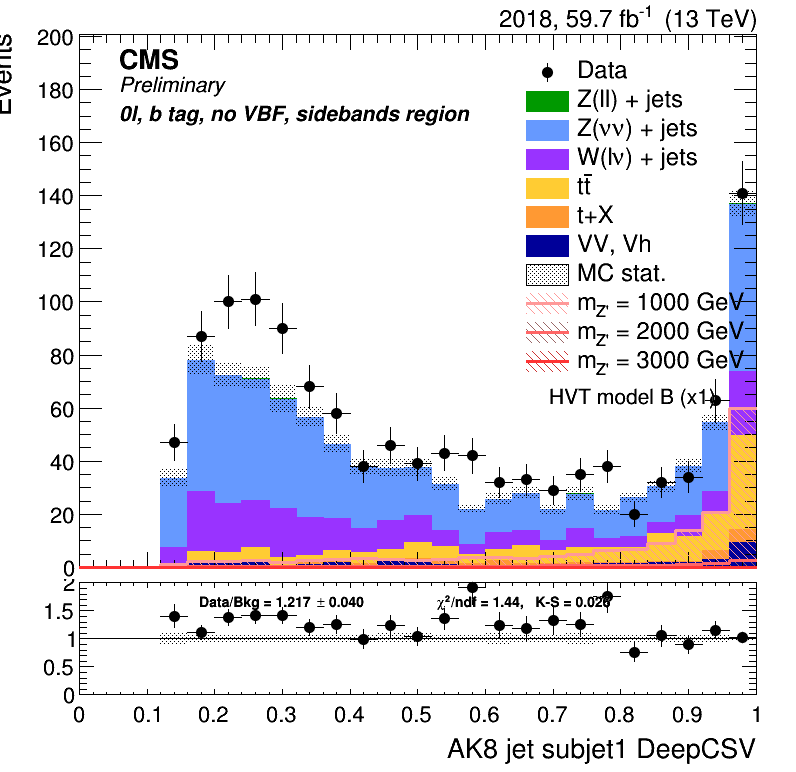 2018, 59.7 fb⁻¹ (13 TeV)
Events
CMS
Preliminary
0l, b tag, no VBF, sidebands region
Data
Z(ll) + jets
Z(νν) + jets
W(lν) + jets
tt̄
t+X
VV, Vh
MC stat.
m_Z' = 1000 GeV
m_Z' = 2000 GeV
m_Z' = 3000 GeV
HVT model B (x1)
200
180
160
140
120
100
80
60
40
20
0
Data/Bkg = 1.217 ± 0.040
χ²/ndf = 1.44, K-S = 0.026
2
1.5
1
0.5
0
0 0.1 0.2 0.3 0.4 0.5 0.6 0.7 0.8 0.9 1
AK8 jet subjet1 DeepCSV